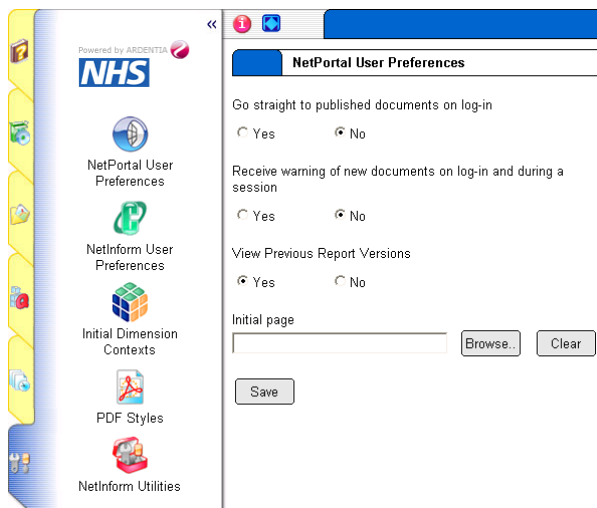 «
Powered by ARDENTIA
NHS
NetPortal User
Preferences
NetInform User
Preferences
Initial Dimension
Contexts
PDF Styles
NetInform Utilities
NetPortal User Preferences
Go straight to published documents on log-in
Yes No
Receive warning of new documents on log-in and during a
session
Yes No
View Previous Report Versions
Yes No
Initial page
Browse.. Clear
Save